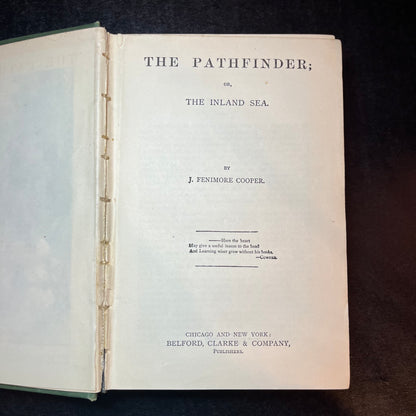 THE PATHFINDER;
OR,
THE INLAND SEA.
BY
J. FENIMORE COOPER.
——Here the heart
May give a useful lesson to the head
And Learning wiser grow without his books.
—COWPER.
CHICAGO AND NEW YORK:
BELFORD, CLARKE & COMPANY,
PUBLISHERS.